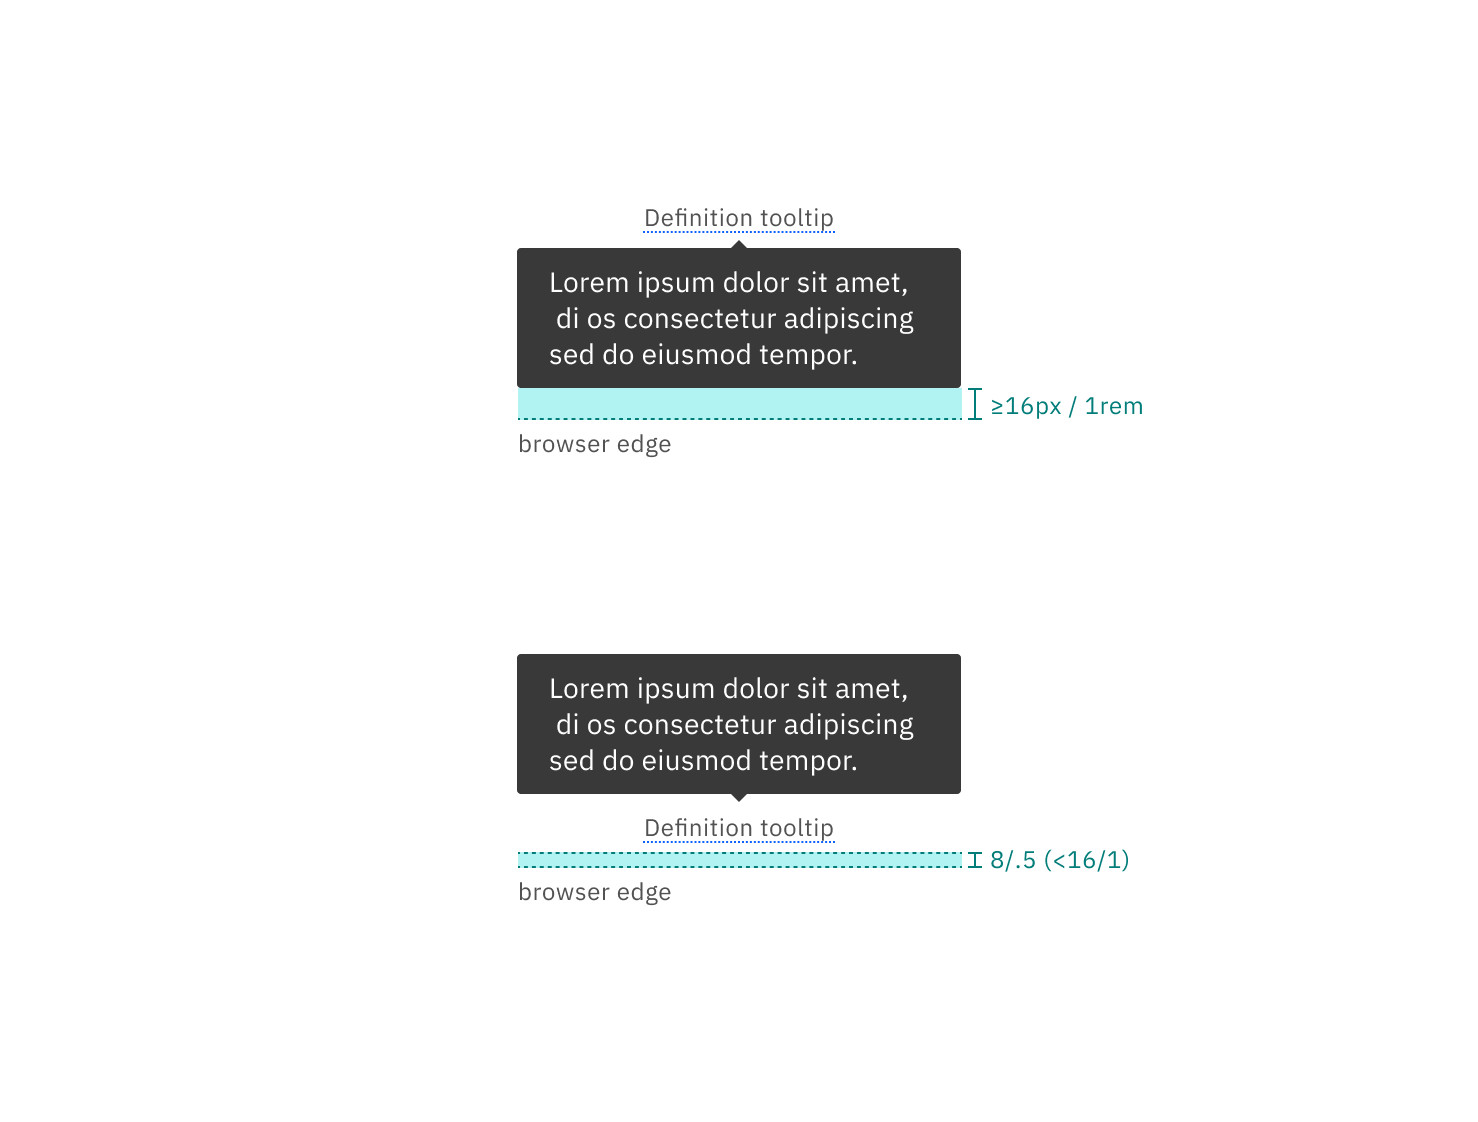 Definition tooltip
Lorem ipsum dolor sit amet,
di os consectetur adipiscing
sed do eiusmod tempor.
≥16px / 1rem
browser edge
Lorem ipsum dolor sit amet,
di os consectetur adipiscing
sed do eiusmod tempor.
Definition tooltip
8/.5 (<16/1)
browser edge